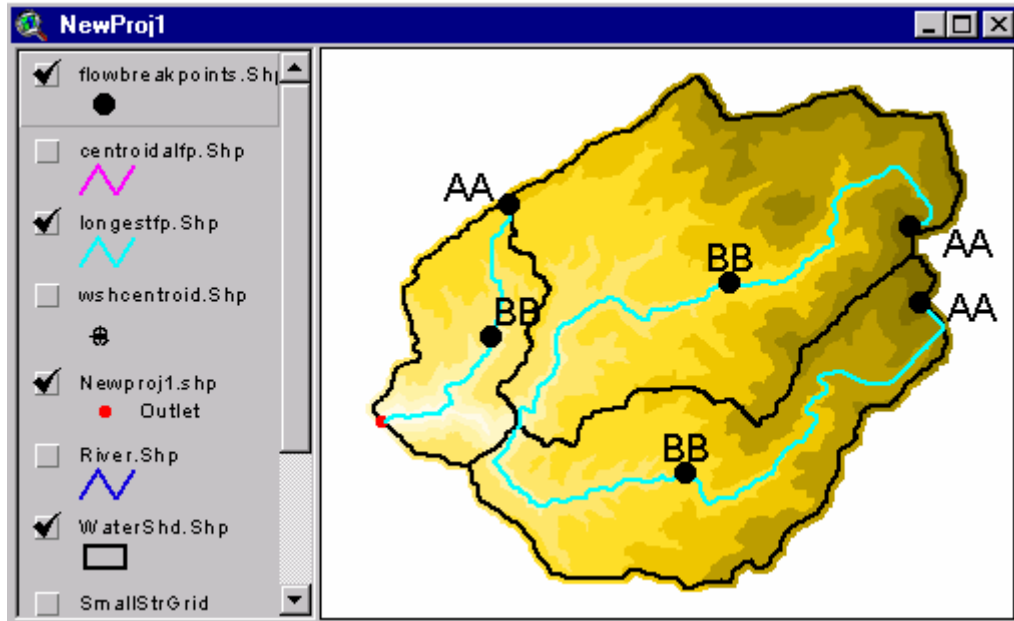 NewProj1
flowbreakpoints.Shp
centroidalfp.Shp
longestfp.Shp
wshcentroid.Shp
Newproj1.shp
Outlet
River.Shp
WaterShd.Shp
SmallStrGrid
AA
BB
AA
BB
AA
BB